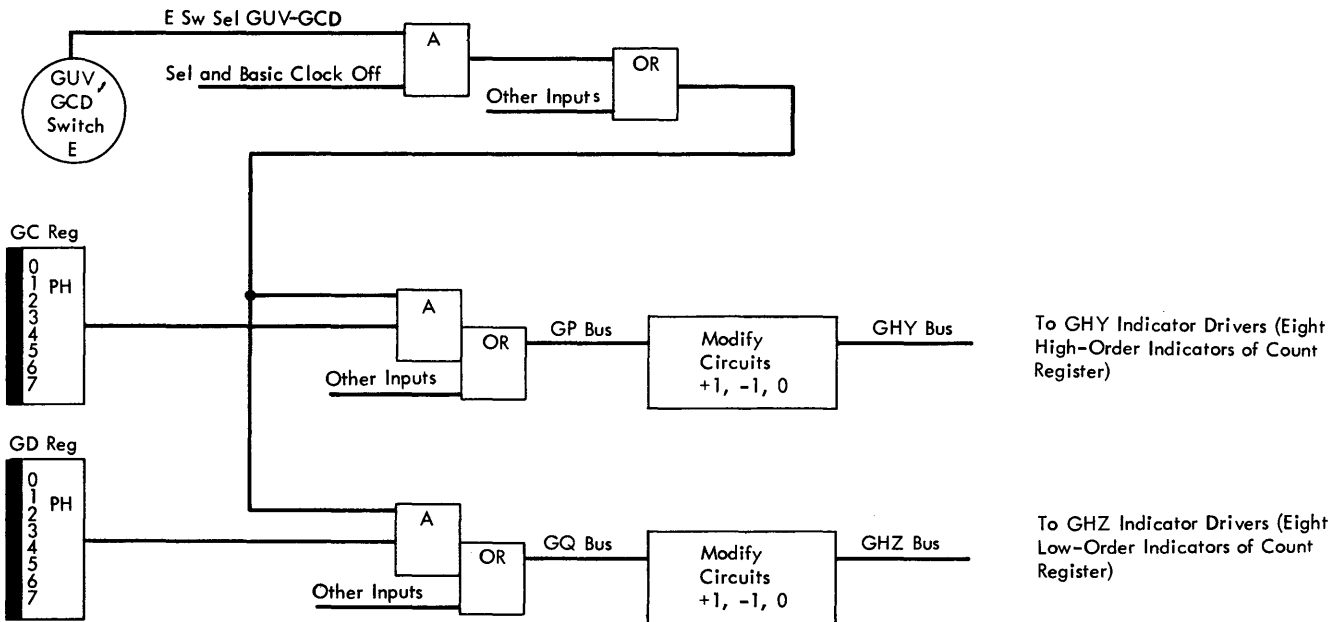 E Sw Sel GUV-GCD
A
GUV,
GCD
Switch
E
Sel and Basic Clock Off
OR
Other Inputs
GC Reg
0
1
2
3
4
5
6
7
PH
A
OR
Other Inputs
GP Bus
Modify
Circuits
+1, -1, 0
GHY Bus
To GHY Indicator Drivers (Eight
High-Order Indicators of Count
Register)
GD Reg
0
1
2
3
4
5
6
7
PH
A
OR
Other Inputs
GQ Bus
Modify
Circuits
+1, -1, 0
GHZ Bus
To GHZ Indicator Drivers (Eight
Low-Order Indicators of Count
Register)